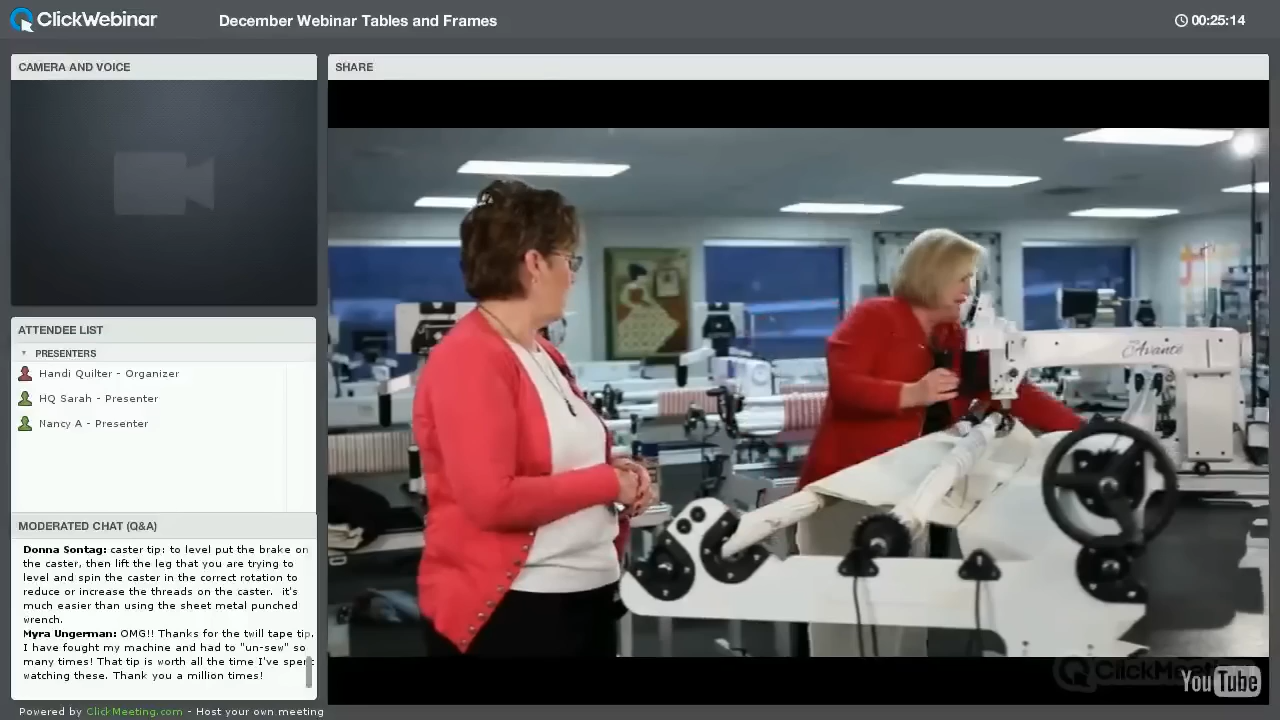 ClickWebinar
December Webinar Tables and Frames
00:25:14
CAMERA AND VOICE
SHARE
ATTENDEE LIST
PRESENTERS
Handi Quilter - Organizer
HQ Sarah - Presenter
Nancy A - Presenter
MODERATED CHAT (Q&A)
Donna Sontag: caster tip: to level put the brake on
the caster, then lift the leg that you are trying to
level and spin the caster in the correct rotation to
reduce or increase the threads on the caster. it's
much easier than using the sheet metal punched
wrench.
Myra Ungerman: OMG!! Thanks for the twill tape tip.
I have fought my machine and had to "un-sew" so
many times! That tip is worth all the time I've spent
watching these. Thank you a million times!
Avanté
ClickMeeting
YouTube
Powered by ClickMeeting.com - Host your own meeting